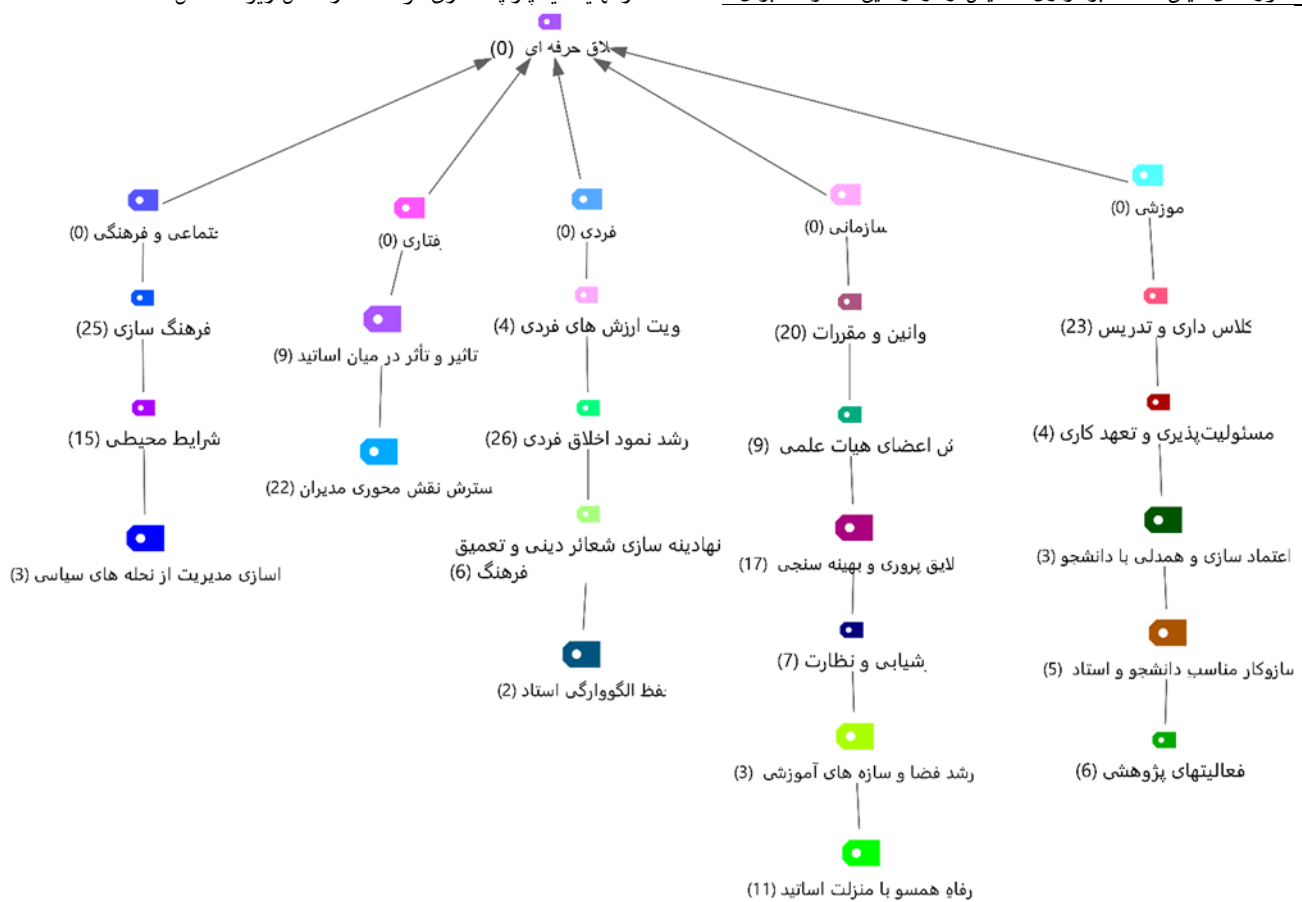 لاق حرفه ای (0)
موزشی (0)
کلاس داری و تدریس (23)
مسئولیت‌پذیری و تعهد کاری (4)
اعتماد سازی و همدلی با دانشجو (3)
سازوکار مناسب دانشجو و استاد (5)
فعالیتهای پژوهشی (6)
سازمانی (0)
وانین و مقررات (20)
ش اعضای هیات علمی (9)
لایق پروری و بهینه سنجی (17)
شیابی و نظارت (7)
رشد فضا و سازه های آموزشی (3)
رفاه همسو با منزلت اساتید (11)
فردی (0)
ویت ارزش های فردی (4)
رشد نمود اخلاق فردی (26)
نهادینه سازی شعائر دینی و تعمیق
فرهنگ (6)
حفظ الگووارگی استاد (2)
فتاری (0)
تاثیر و تأثر در میان اساتید (9)
سترش نقش محوری مدیران (22)
جتماعی و فرهنگی (0)
فرهنگ سازی (25)
شرایط محیطی (15)
اسازی مدیریت از نحله های سیاسی (3)